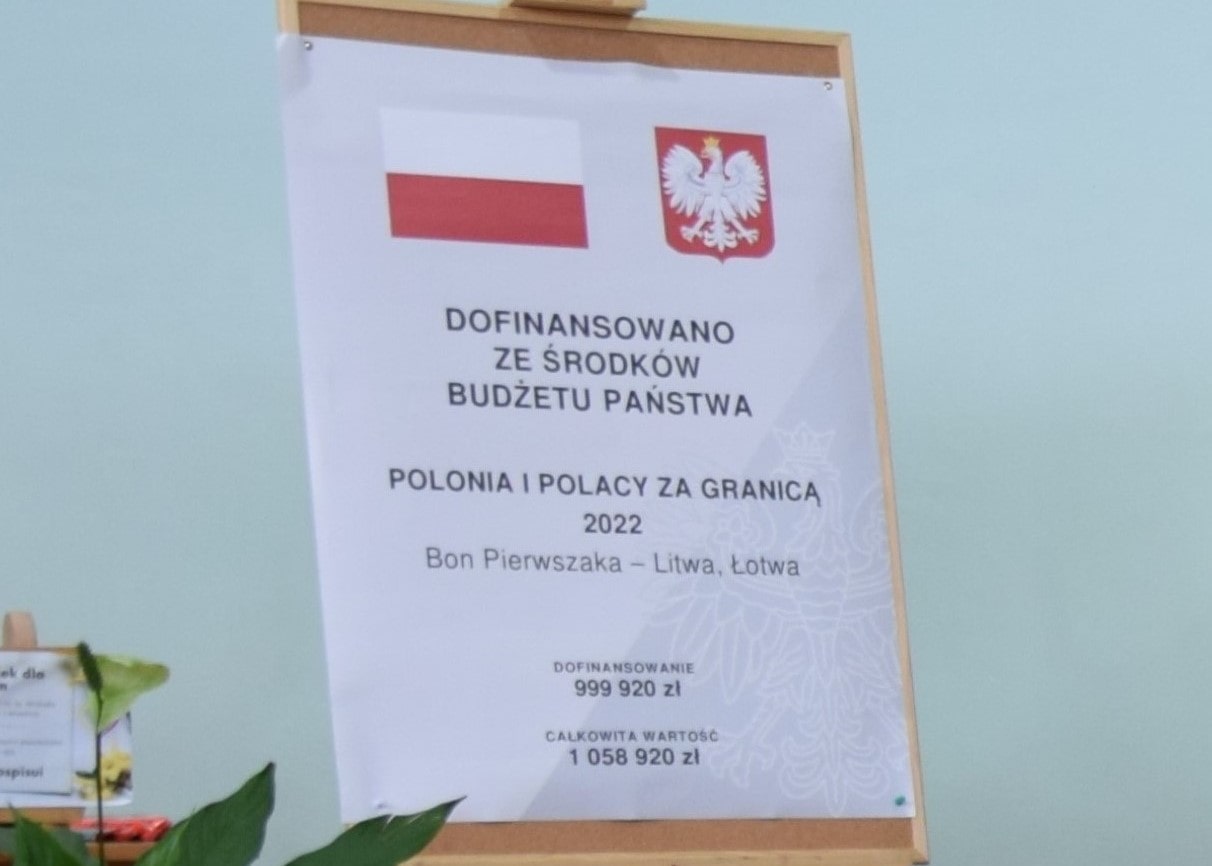 DOFINANSOWANO
ZE ŚRODKÓW
BUDŻETU PAŃSTWA
POLONIA I POLACY ZA GRANICĄ
2022
Bon Pierwszaka – Litwa, Łotwa
DOFINANSOWANIE
999 920 zł
CAŁKOWITA WARTOŚĆ
1 058 920 zł
dla